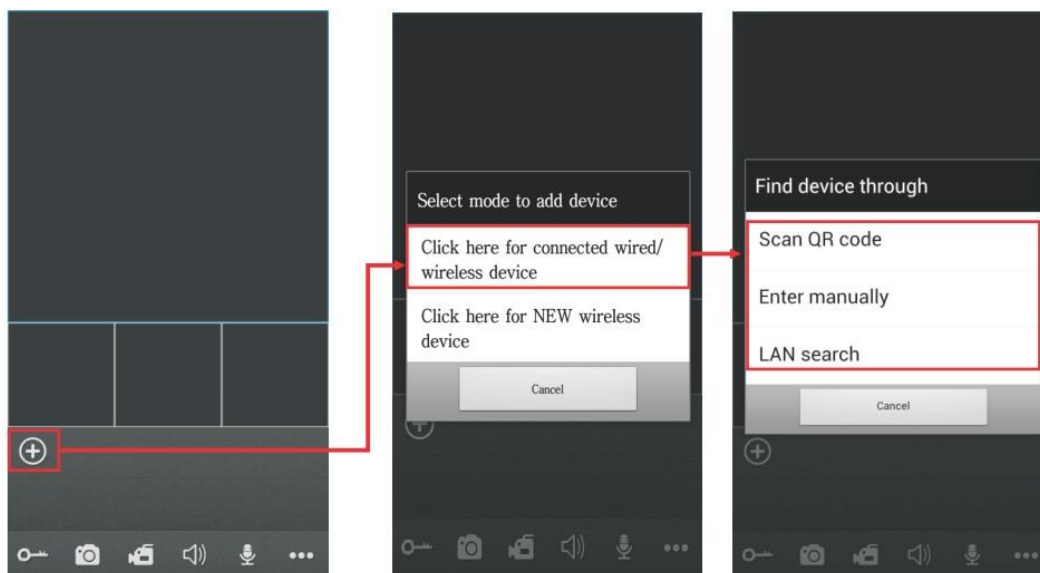 Select mode to add device
Click here for connected wired/
wireless device
Click here for NEW wireless
device
Cancel
Find device through
Scan QR code
Enter manually
LAN search
Cancel